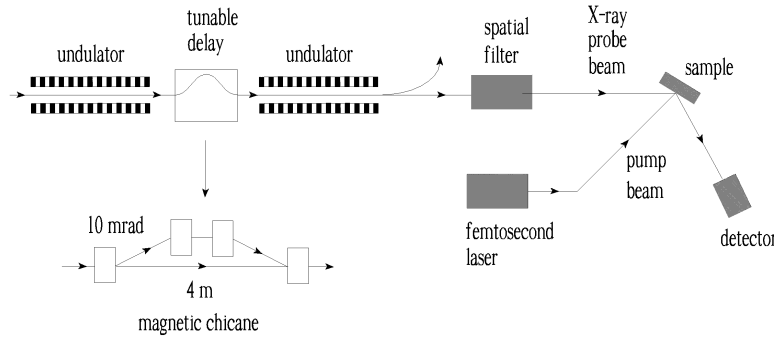 undulator
tunable
delay
undulator
spatial
filter
X-ray
probe
beam
sample
pump
beam
femtosecond
laser
detector
10 mrad
4 m
magnetic chicane